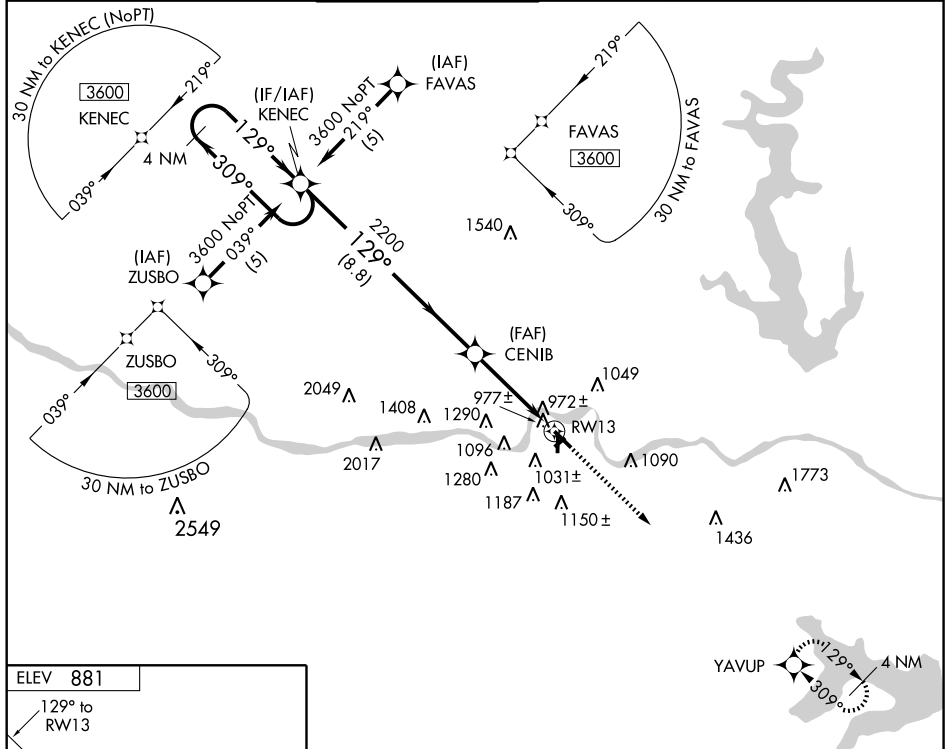 30 NM to KENEC (NoPT)
3600
KENEC
219°
039°
4 NM
129°
309°
(IF/IAF)
KENEC
(IAF)
FAVAS
3600 NoPT
219°
(5)
219°
FAVAS
3600
309°
30 NM to FAVAS
(IAF)
ZUSBO
3600 NoPT
039°
(5)
2200
129°
(8.8)
1540
(FAF)
CENIB
ZUSBO
3600
039°
309°
30 NM to ZUSBO
2549
2049
1408
2017
1290
977±
972±
1049
RW13
1096
1280
1031±
1090
1187
1150±
1773
1436
YAVUP
129°
309°
4 NM
ELEV 881
129° to
RW13